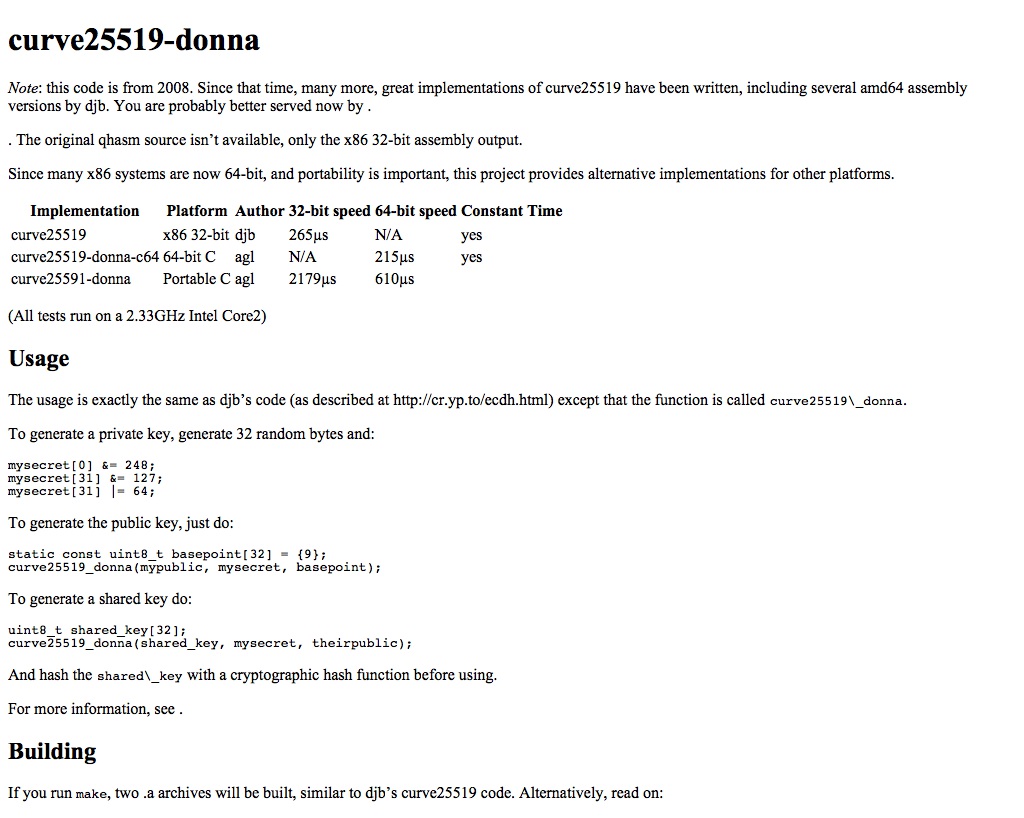 curve25519-donna
Note: this code is from 2008. Since that time, many more, great implementations of curve25519 have been written, including several amd64 assembly
versions by djb. You are probably better served now by .
. The original qhasm source isn’t available, only the x86 32-bit assembly output.
Since many x86 systems are now 64-bit, and portability is important, this project provides alternative implementations for other platforms.
Implementation Platform Author 32-bit speed 64-bit speed Constant Time
curve25519 x86 32-bit djb 265µs N/A yes
curve25519-donna-c64 64-bit C agl N/A 215µs yes
curve25591-donna Portable C agl 2179µs 610µs
(All tests run on a 2.33GHz Intel Core2)
Usage
The usage is exactly the same as djb’s code (as described at http://cr.yp.to/ecdh.html) except that the function is called curve25519\_donna.
To generate a private key, generate 32 random bytes and:
mysecret[0] &= 248;
mysecret[31] &= 127;
mysecret[31] |= 64;
To generate the public key, just do:
static const uint8_t basepoint[32] = {9};
curve25519_donna(mypublic, mysecret, basepoint);
To generate a shared key do:
uint8_t shared_key[32];
curve25519_donna(shared_key, mysecret, theirpublic);
And hash the shared\_key with a cryptographic hash function before using.
For more information, see .
Building
If you run make, two .a archives will be built, similar to djb’s curve25519 code. Alternatively, read on: